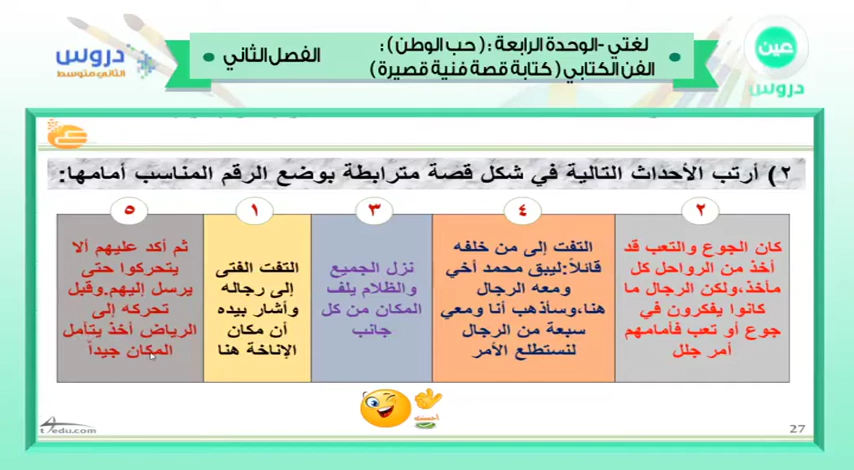 لغتي -الوحدة الرابعة : ( حب الوطن ) :
الفصل الثاني
الفن الكتابي ( كتابة قصة فنية قصيرة )
عين
دروس
دروس
الثاني متوسط
٢) أرتب الأحداث التالية في شكل قصة مترابطة بوضع الرقم المناسب أمامها:
٢
كان الجوع والتعب قد
أخذ من الرواحل كل
مأخذ،ولكن الرجال ما
كانوا يفكرون في
جوع أو تعب فأمامهم
أمر جلل
٤
التفت إلى من خلفه
قائلاً:ليبق محمد أخي
ومعه الرجال
هنا،وسأذهب أنا ومعي
سبعة من الرجال
لنستطلع الأمر
٣
نزل الجميع
والظلام يلف
المكان من كل
جانب
١
التفت الفتى
إلى رجاله
وأشار بيده
أن مكان
الإناخة هنا
٥
ثم أكد عليهم ألا
يتحركوا حتى
يرسل إليهم.وقبل
تحركه إلى
الرياض أخذ يتأمل
المكان جيداً
أحسنت
t4edu.com
27